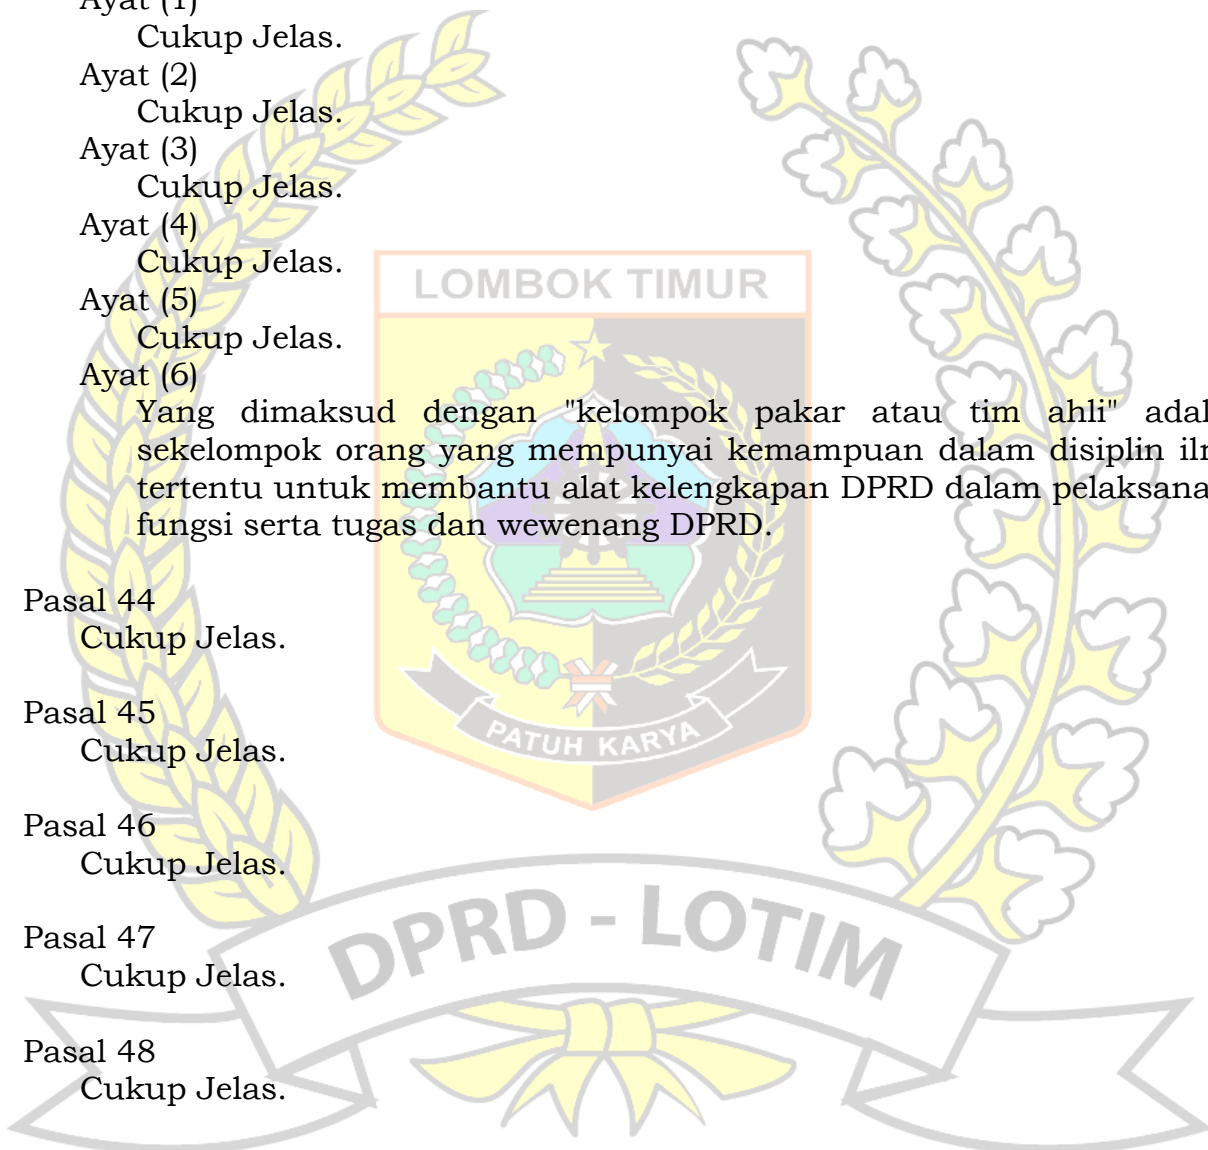 Ayat (1)
Cukup Jelas.
Ayat (2)
Cukup Jelas.
Ayat (3)
Cukup Jelas.
Ayat (4)
Cukup Jelas.
Ayat (5)
Cukup Jelas.
Ayat (6)
Yang dimaksud dengan "kelompok pakar atau tim ahli" adal
sekelompok orang yang mempunyai kemampuan dalam disiplin ilm
tertentu untuk membantu alat kelengkapan DPRD dalam pelaksana
fungsi serta tugas dan wewenang DPRD.
Pasal 44
Cukup Jelas.
Pasal 45
Cukup Jelas.
Pasal 46
Cukup Jelas.
Pasal 47
Cukup Jelas.
Pasal 48
Cukup Jelas.
LOMBOK TIMUR
PATUH KARYA
DPRD - LOTIM